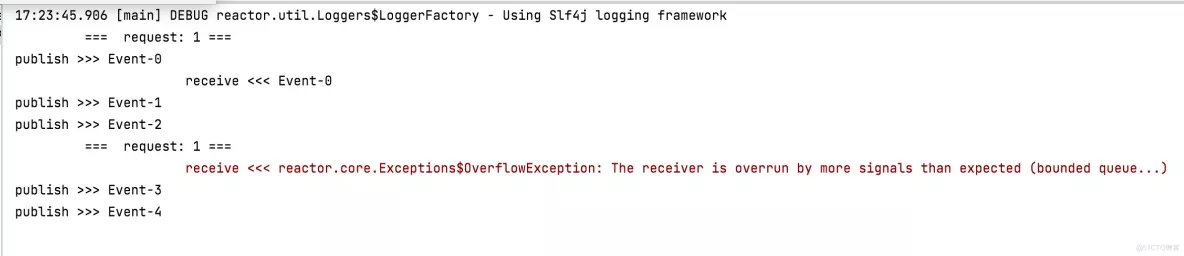 17:23:45.906 [main] DEBUG reactor.util.Loggers$LoggerFactory - Using Slf4j logging framework
=== request: 1 ===
publish >>> Event-0
receive <<< Event-0
publish >>> Event-1
publish >>> Event-2
=== request: 1 ===
receive <<< reactor.core.Exceptions$OverflowException: The receiver is overrun by more signals than expected (bounded queue...)
publish >>> Event-3
publish >>> Event-4
@51CTO博客